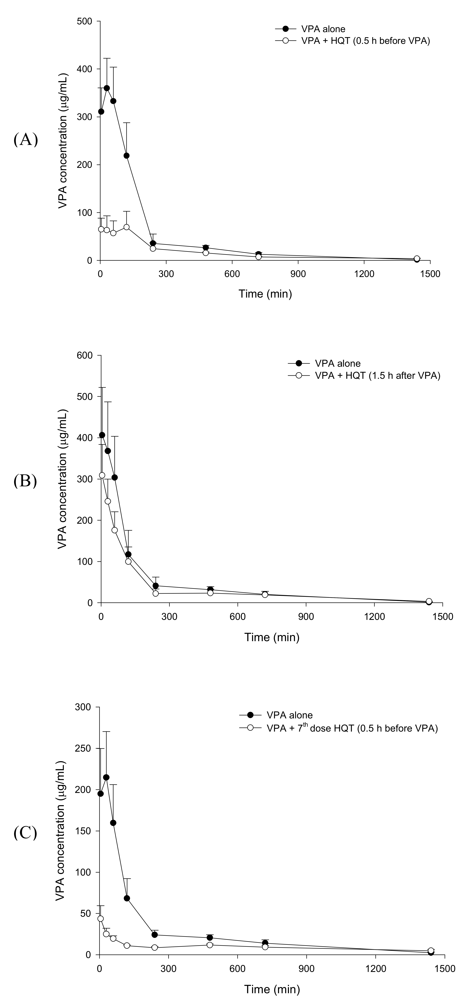 500
VPA alone
VPA + HQT (0.5 h before VPA)
400
300
200
100
0
VPA concentration (μg/mL)
(A)
0 300 600 900 1200 1500
Time (min)
600
VPA alone
VPA + HQT (1.5 h after VPA)
500
400
300
200
100
0
VPA concentration (μg/mL)
(B)
0 300 600 900 1200 1500
Time (min)
300
VPA alone
VPA + 7th dose HQT (0.5 h before VPA)
250
200
150
100
50
0
VPA concentration (μg/mL)
(C)
0 300 600 900 1200 1500
Time (min)